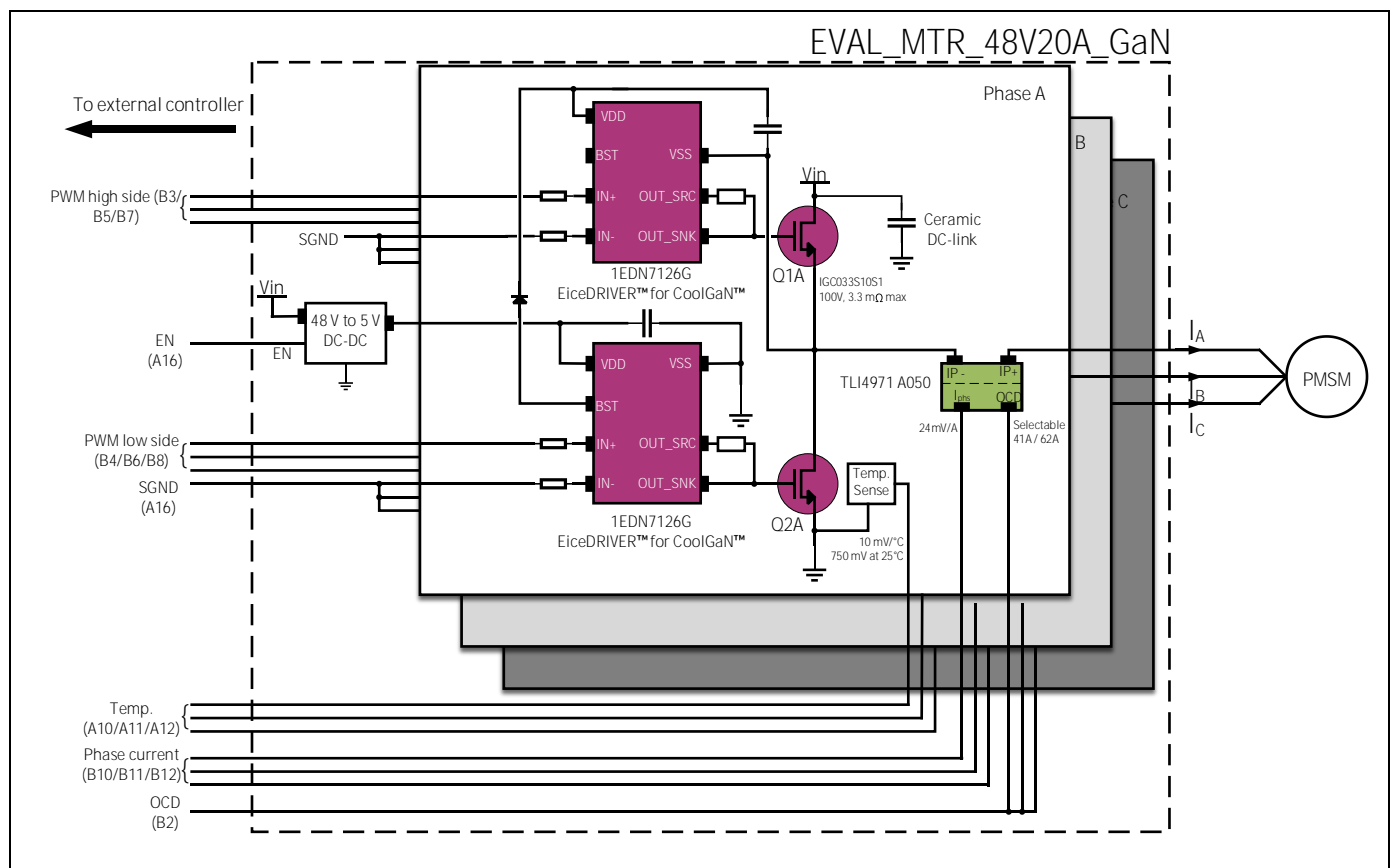 EVAL_MTR_48V20A_GaN
To external controller
Phase A
B
C
VDD
BST
VSS
IN+
OUT_SRC
IN-
OUT_SNK
PWM high side (B3/
B5/B7)
SGND
1EDN7126G
EiceDRIVER™ for CoolGaN™
Vin
Ceramic
DC-link
Q1A
IGC033S10S1
100V, 3.3 mΩ max
Vin
48 V to 5 V
DC-DC
EN
EN
(A16)
VDD
VSS
BST
IN+
OUT_SRC
IN-
OUT_SNK
PWM low side
(B4/B6/B8)
SGND
(A16)
1EDN7126G
EiceDRIVER™ for CoolGaN™
Q2A
Temp.
Sense
10 mV/°C
750 mV at 25°C
TLI4971 A050
IP -
IP+
Iphs
OCD
24mV/A
Selectable
41A / 62A
IA
IB
IC
PMSM
Temp.
(A10/A11/A12)
Phase current
(B10/B11/B12)
OCD
(B2)